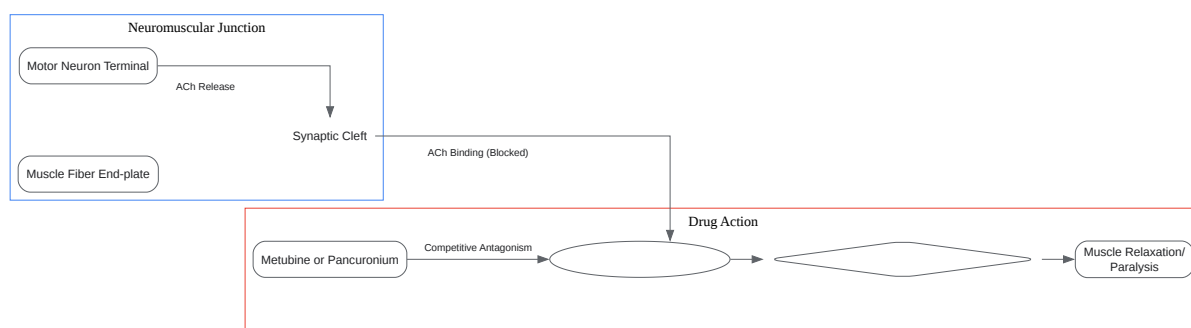 Neuromuscular Junction
Motor Neuron Terminal
ACh Release
Synaptic Cleft
ACh Binding (Blocked)
Muscle Fiber End-plate
Drug Action
Metubine or Pancuronium
Competitive Antagonism
Muscle Relaxation/
Paralysis